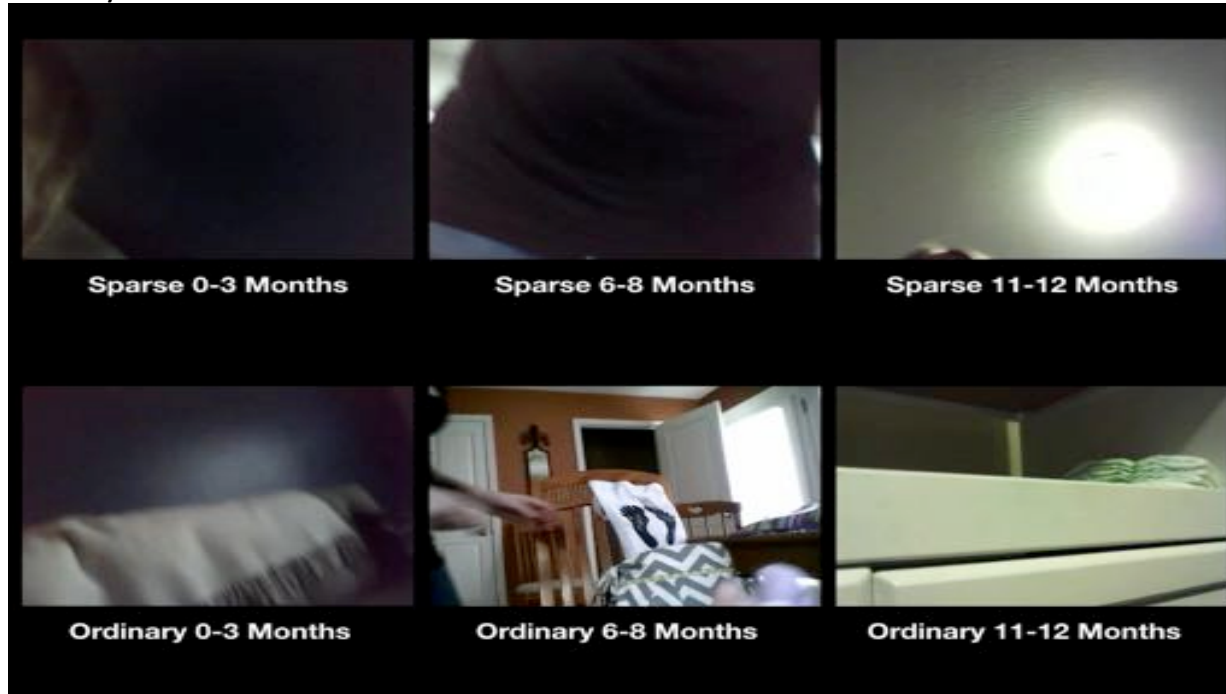 Sparse 0-3 Months
Sparse 6-8 Months
Sparse 11-12 Months
Ordinary 0-3 Months
Ordinary 6-8 Months
Ordinary 11-12 Months